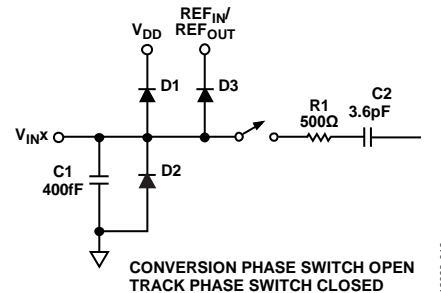 REFIN/
REFOUT
VDD
D1
D3
C2
3.6pF
R1
500Ω
VINx
C1
400fF
D2
CONVERSION PHASE SWITCH OPEN
TRACK PHASE SWITCH CLOSED